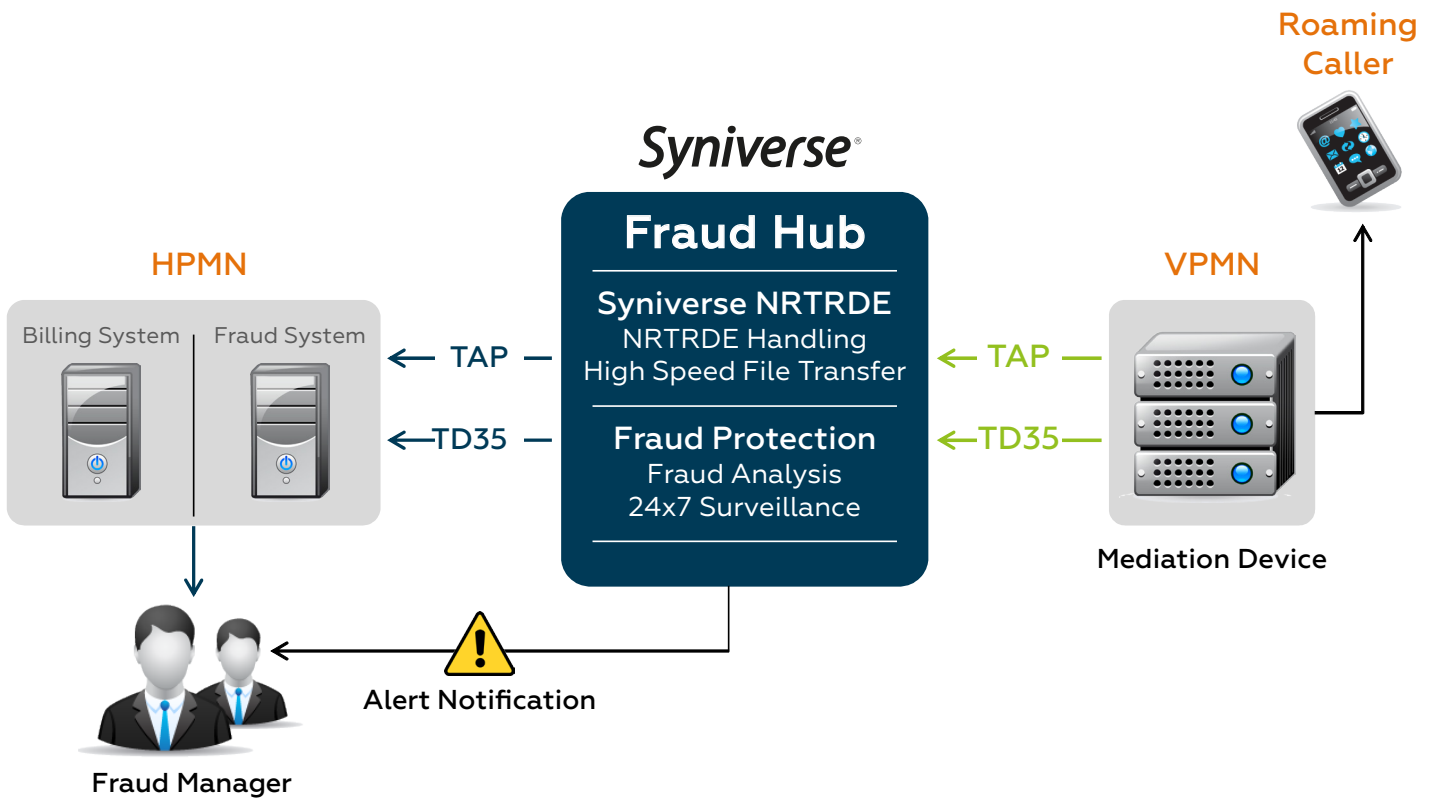 Roaming
Caller
Syniverse®
Fraud Hub
HPMN
VPMN
Syniverse NRTRDE
NRTRDE Handling
High Speed File Transfer
Billing System
Fraud System
TAP
TAP
TD35
TD35
Fraud Protection
Fraud Analysis
24x7 Surveillance
Mediation Device
Alert Notification
Fraud Manager